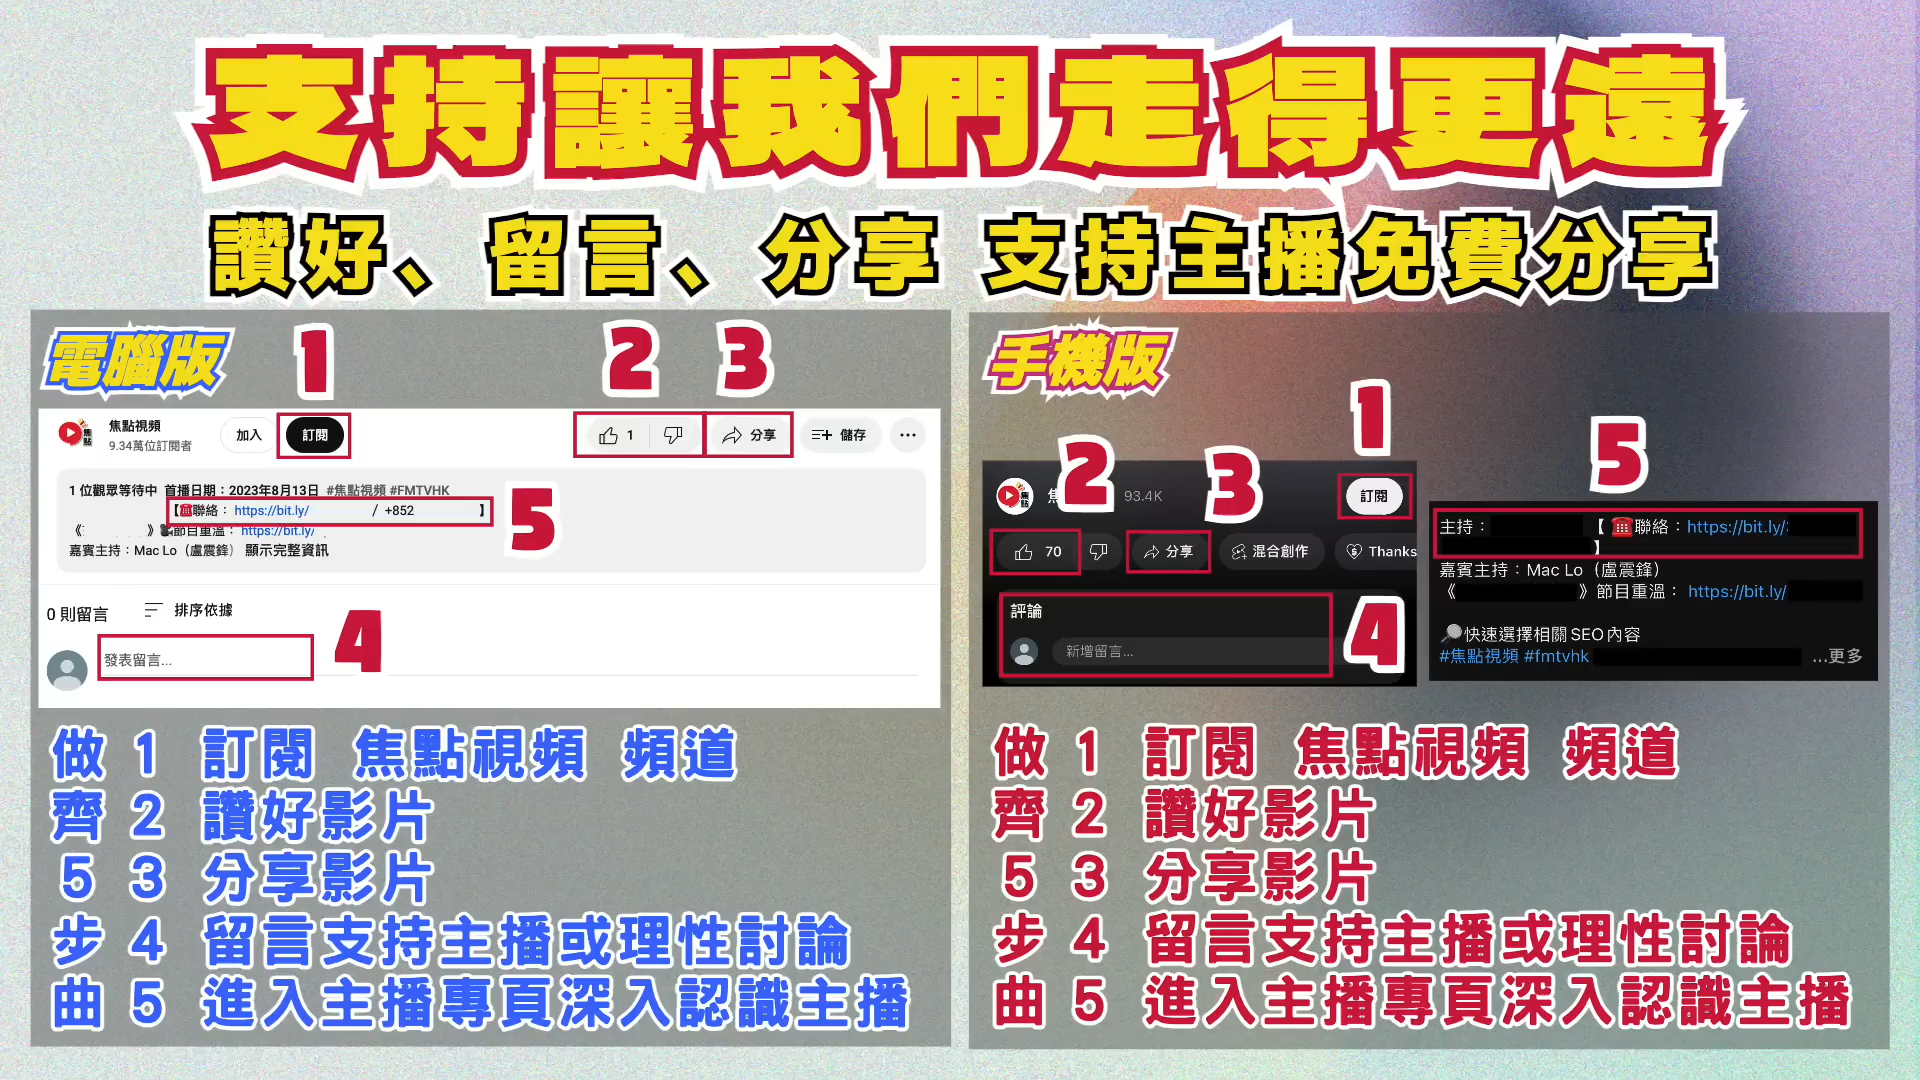 支持讓我們走得更遠
讚好、留言、分享 支持主播免費分享
電腦版
1
2
3
焦點視頻
9.34萬位訂閱者
加入
訂閱
1
分享
儲存
1 位觀眾等待中 首播日期：2023年8月13日 #焦點視頻 #FMTVHK
【☎️聯絡： https://bit.ly/ / +852 】
《 》🎥節目重溫： https://bit.ly/
嘉賓主持：Mac Lo（盧震鋒） 顯示完整資訊
5
0 則留言
排序依據
發表留言...
4
做 1 訂閱 焦點視頻 頻道
齊 2 讚好影片
5 3 分享影片
步 4 留言支持主播或理性討論
曲 5 進入主播專頁深入認識主播
手機版
1
2
3
5
焦
93.4K
訂閱
70
分享
混合創作
Thanks
評論
新增留言...
4
主持： 【 ☎️聯絡：https://bit.ly/
】
嘉賓主持：Mac Lo（盧震鋒）
《 》節目重溫： https://bit.ly/
🔎快速選擇相關SEO內容
#焦點視頻 #fmtvhk ...更多
做 1 訂閱 焦點視頻 頻道
齊 2 讚好影片
5 3 分享影片
步 4 留言支持主播或理性討論
曲 5 進入主播專頁深入認識主播